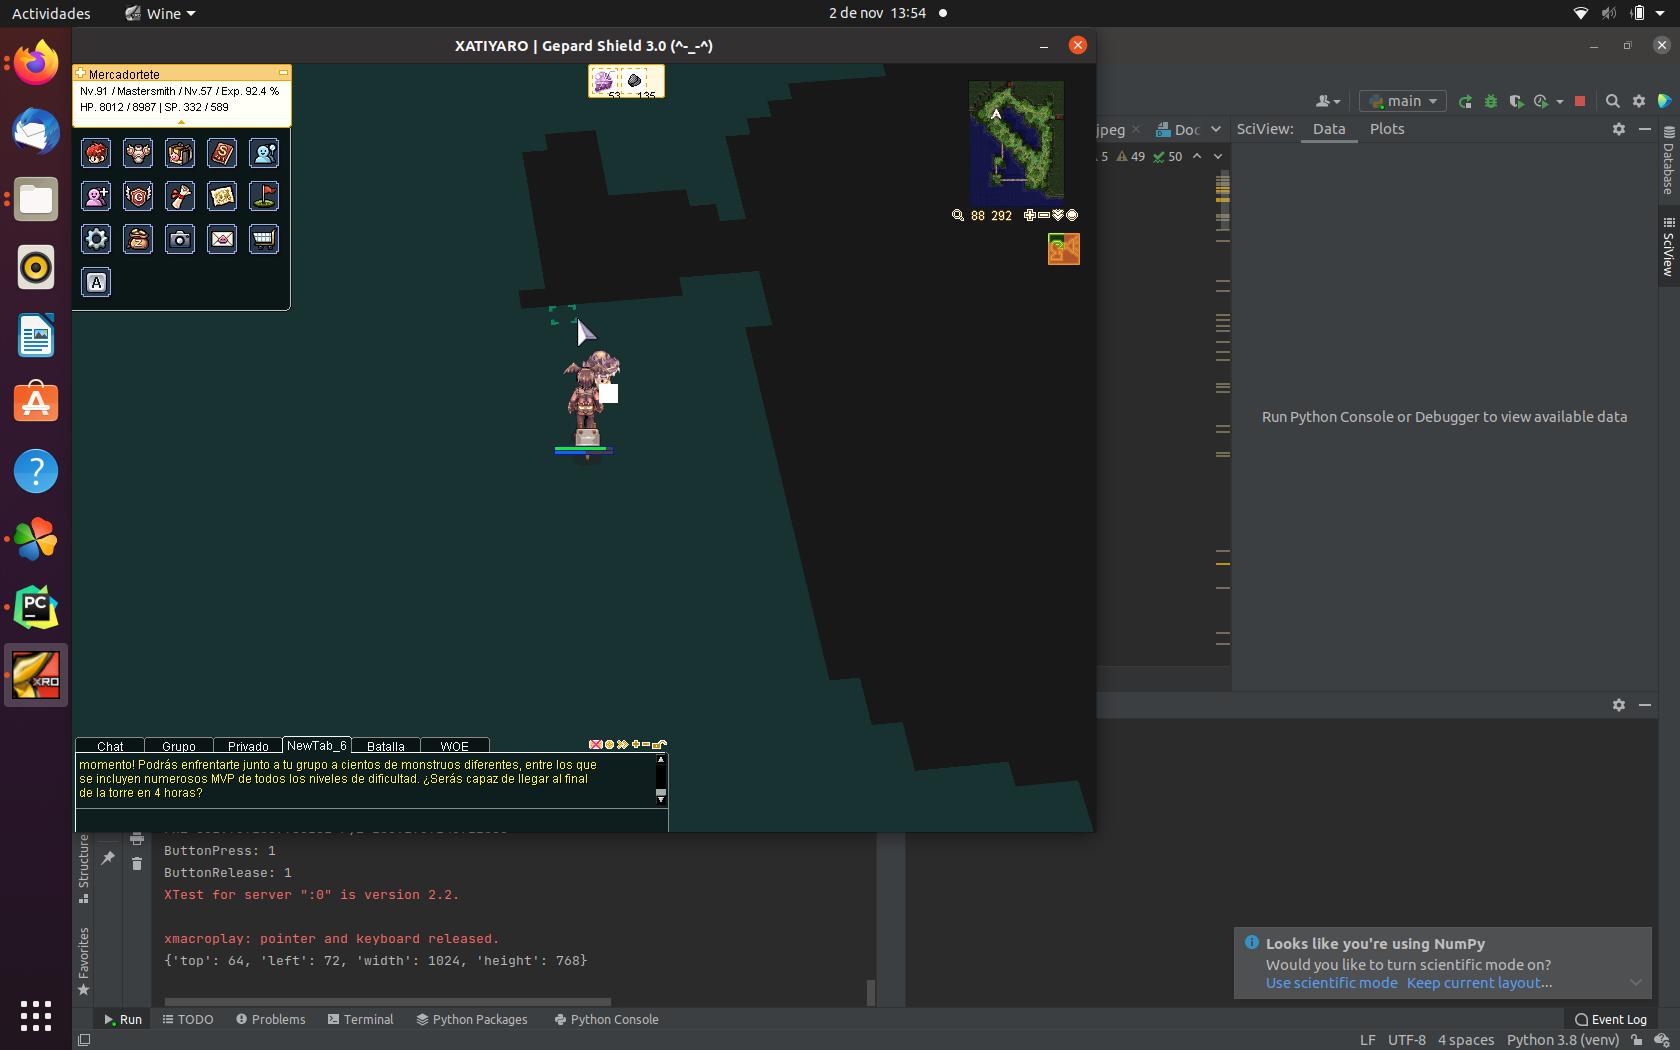 Actividades
Wine
2 de nov 13:54
XATIYARO | Gepard Shield 3.0 (^-_-^)
Mercadortete
Nv.91 / Mastersmith / Nv.57 / Exp. 92.4 %
HP. 8012 / 8987 | SP. 332 / 589
53 135
88 292
A
A
main
jpeg
Doc
SciView: Data Plots
5 49 50
Database
SciView
Run Python Console or Debugger to view available data
PC
XRO
Chat Grupo Privado NewTab_6 Batalla WOE
momento! Podrás enfrentarte junto a tu grupo a cientos de monstruos diferentes, entre los que
se incluyen numerosos MVP de todos los niveles de dificultad. ¿Serás capaz de llegar al final
de la torre en 4 horas?
Structure
Favorites
ButtonPress: 1
ButtonRelease: 1
XTest for server ":0" is version 2.2.
xmacroplay: pointer and keyboard released.
{'top': 64, 'left': 72, 'width': 1024, 'height': 768}
Looks like you're using NumPy
Would you like to turn scientific mode on?
Use scientific mode Keep current layout...
Run TODO Problems Terminal Python Packages Python Console
Event Log
LF UTF-8 4 spaces Python 3.8 (venv)